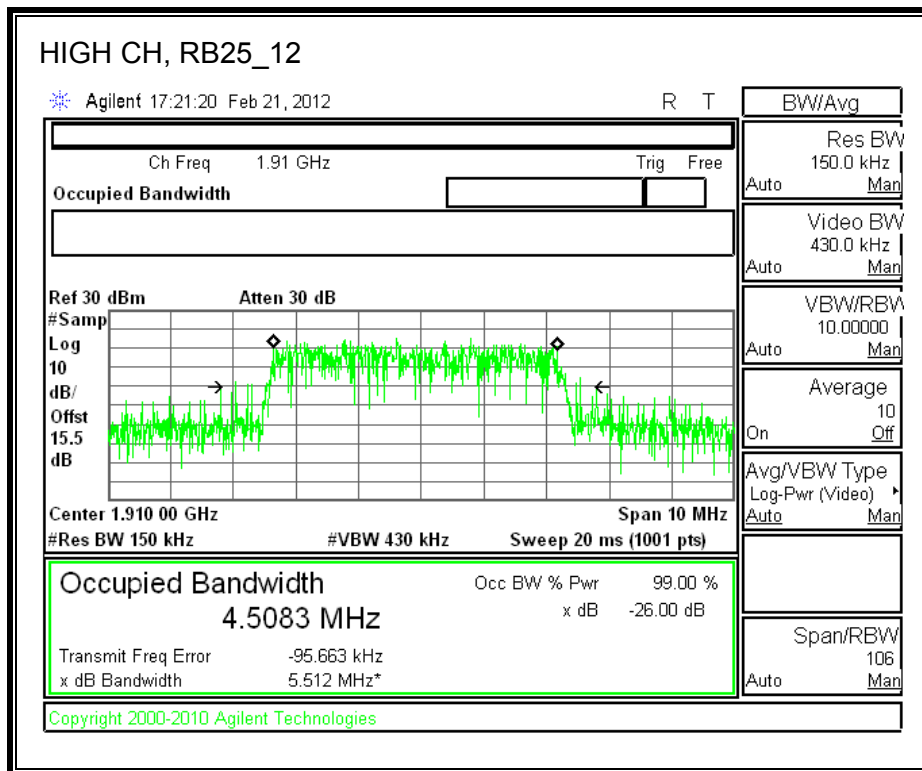 HIGH CH, RB25_12
Agilent 17:21:20 Feb 21, 2012 R T
BW/Avg
Ch Freq 1.91 GHz Trig Free
Occupied Bandwidth
Res BW
150.0 kHz
Auto Man
Video BW
430.0 kHz
Auto Man
VBW/RBW
10.00000
Auto Man
Average
10
On Off
Avg/VBW Type
Log-Pwr (Video)
Auto Man
Span/RBW
106
Auto Man
Ref 30 dBm Atten 30 dB
#Samp
Log
10
dB/
Offst
15.5
dB
Center 1.910 00 GHz Span 10 MHz
#Res BW 150 kHz #VBW 430 kHz Sweep 20 ms (1001 pts)
Occupied Bandwidth Occ BW % Pwr 99.00 %
4.5083 MHz x dB -26.00 dB
Transmit Freq Error -95.663 kHz
x dB Bandwidth 5.512 MHz*
Copyright 2000-2010 Agilent Technologies